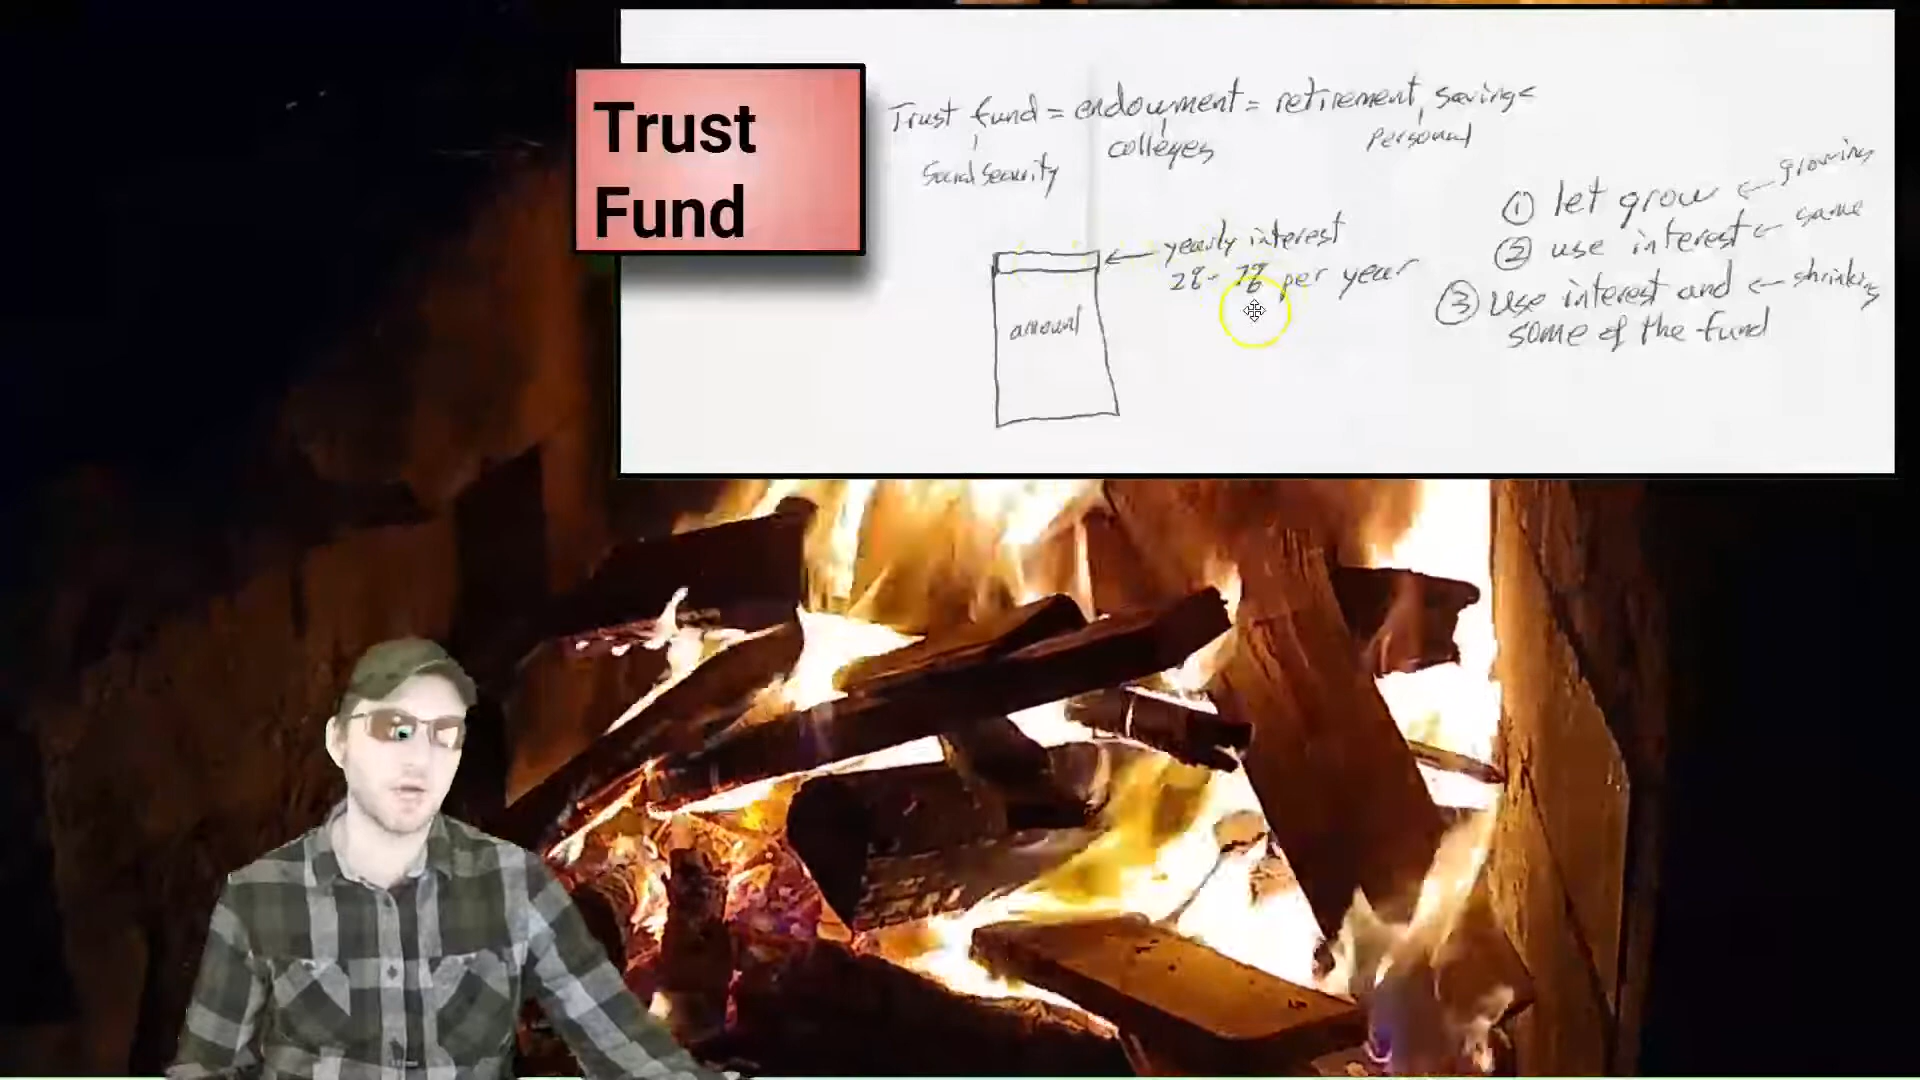 Trust
Fund
Trust fund = endowment = retirement savings
Social Security
colleges
Personal
yearly interest
2% - 7% per year
amount
① let grow ← growing
② use interest ← same
③ Use interest and ← shrinking
some of the fund